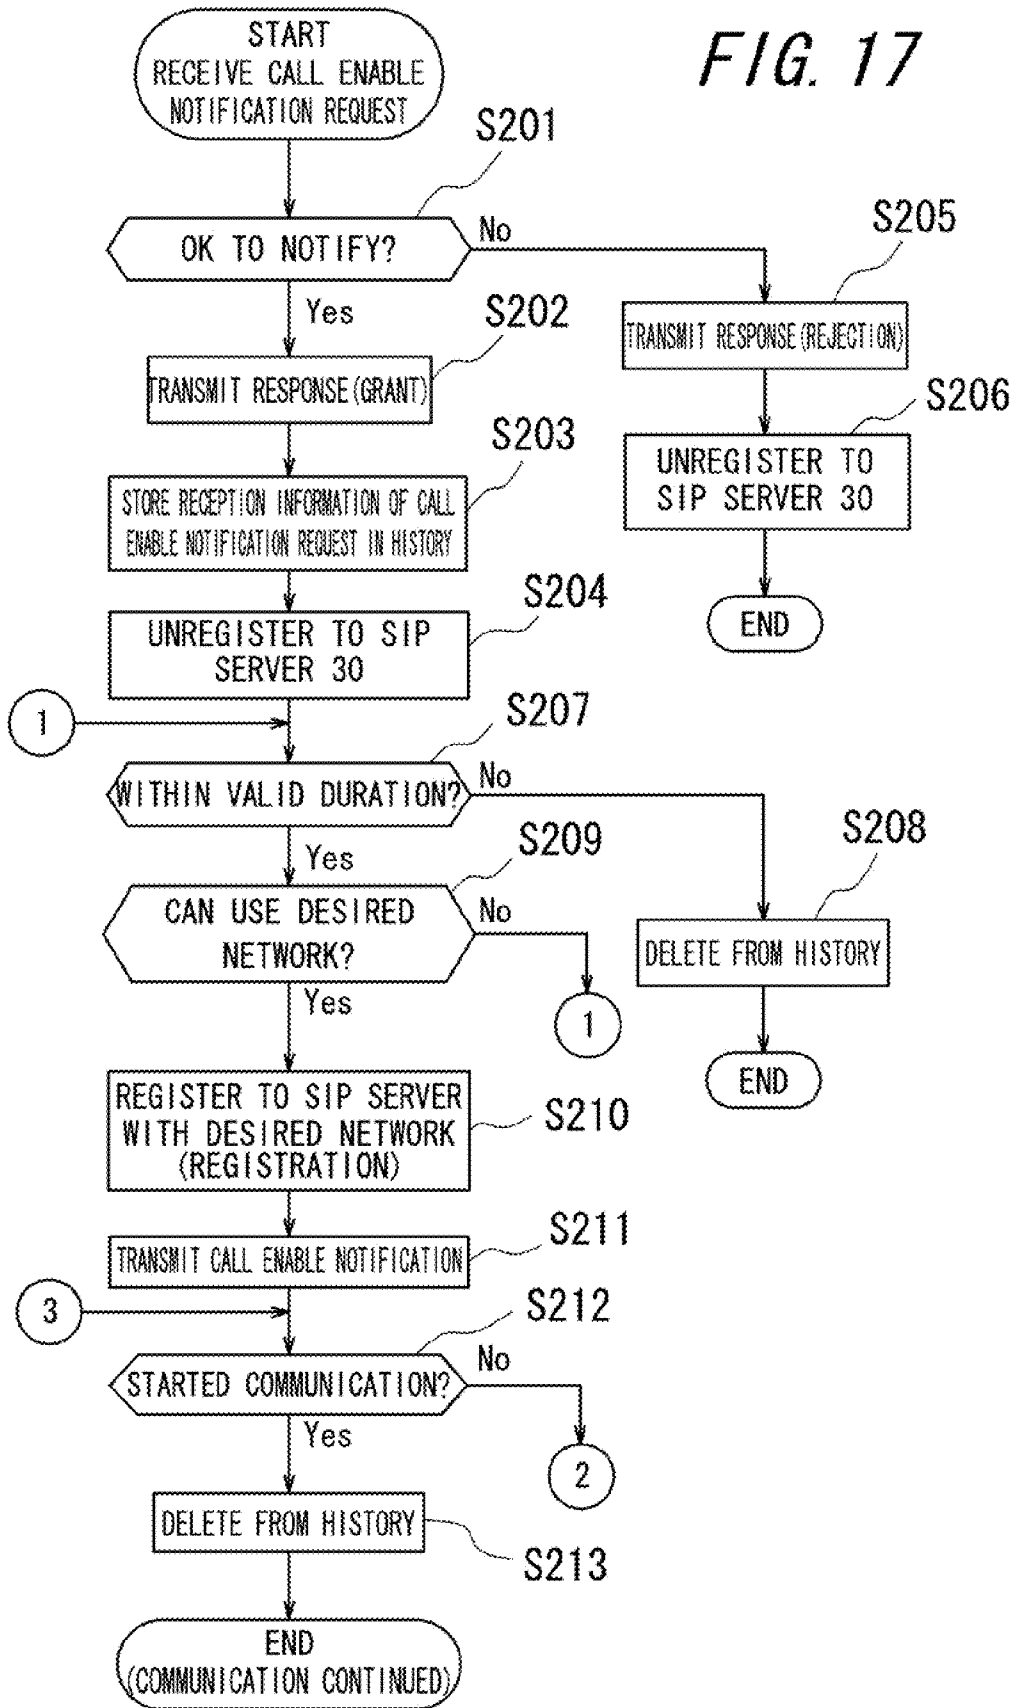 FIG. 17
START
RECEIVE CALL ENABLE
NOTIFICATION REQUEST
S201
OK TO NOTIFY?
No
S205
TRANSMIT RESPONSE(REJECTION)
Yes
S202
TRANSMIT RESPONSE(GRANT)
S206
UNREGISTER TO
SIP SERVER 30
END
S203
STORE RECEPTION INFORMATION OF CALL
ENABLE NOTIFICATION REQUEST IN HISTORY
S204
UNREGISTER TO SIP
SERVER 30
1
S207
WITHIN VALID DURATION?
No
S208
DELETE FROM HISTORY
END
Yes
S209
CAN USE DESIRED
NETWORK?
No
1
Yes
REGISTER TO SIP SERVER
WITH DESIRED NETWORK
(REGISTRATION)
S210
S211
TRANSMIT CALL ENABLE NOTIFICATION
3
S212
STARTED COMMUNICATION?
No
2
Yes
DELETE FROM HISTORY
S213
END
(COMMUNICATION CONTINUED)